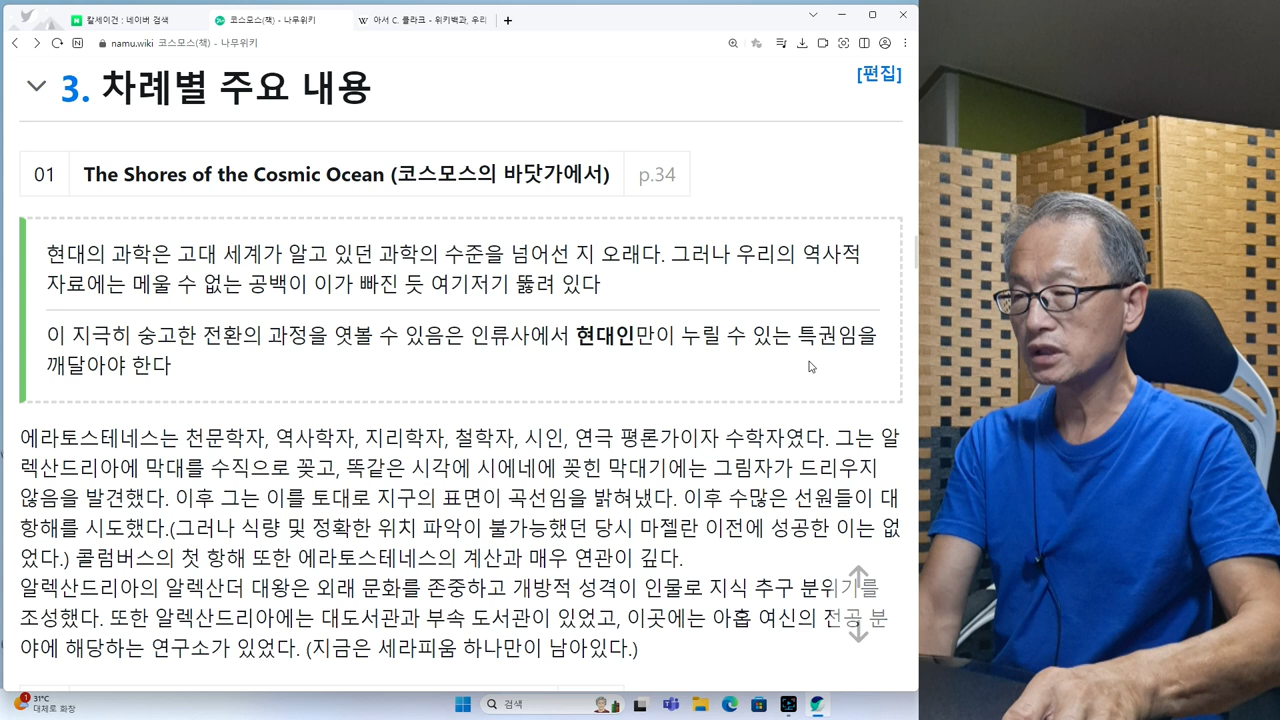 칼세이건 : 네이버 검색
코스모스(책) - 나무위키
W 아서 C. 클라크 - 위키백과, 우리
namu.wiki 코스모스(책) - 나무위키
3. 차례별 주요 내용
[편집]
01 The Shores of the Cosmic Ocean (코스모스의 바닷가에서) p.34
현대의 과학은 고대 세계가 알고 있던 과학의 수준을 넘어선 지 오래다. 그러나 우리의 역사적
자료에는 메울 수 없는 공백이 이가 빠진 듯 여기저기 뚫려 있다
이 지극히 숭고한 전환의 과정을 엿볼 수 있음은 인류사에서 현대인만이 누릴 수 있는 특권임을
깨달아야 한다
에라토스테네스는 천문학자, 역사학자, 지리학자, 철학자, 시인, 연극 평론가이자 수학자였다. 그는 알
렉산드리아에 막대를 수직으로 꽂고, 똑같은 시각에 시에네에 꽂힌 막대기에는 그림자가 드리우지
않음을 발견했다. 이후 그는 이를 토대로 지구의 표면이 곡선임을 밝혀냈다. 이후 수많은 선원들이 대
항해를 시도했다.(그러나 식량 및 정확한 위치 파악이 불가능했던 당시 마젤란 이전에 성공한 이는 없
었다.) 콜럼버스의 첫 항해 또한 에라토스테네스의 계산과 매우 연관이 깊다.
알렉산드리아의 알렉산더 대왕은 외래 문화를 존중하고 개방적 성격이 인물로 지식 추구 분위기를
조성했다. 또한 알렉산드리아에는 대도서관과 부속 도서관이 있었고, 이곳에는 아홉 여신의 전공 분
야에 해당하는 연구소가 있었다. (지금은 세라피움 하나만이 남아있다.)
1
31°C
대체로 화창
검색